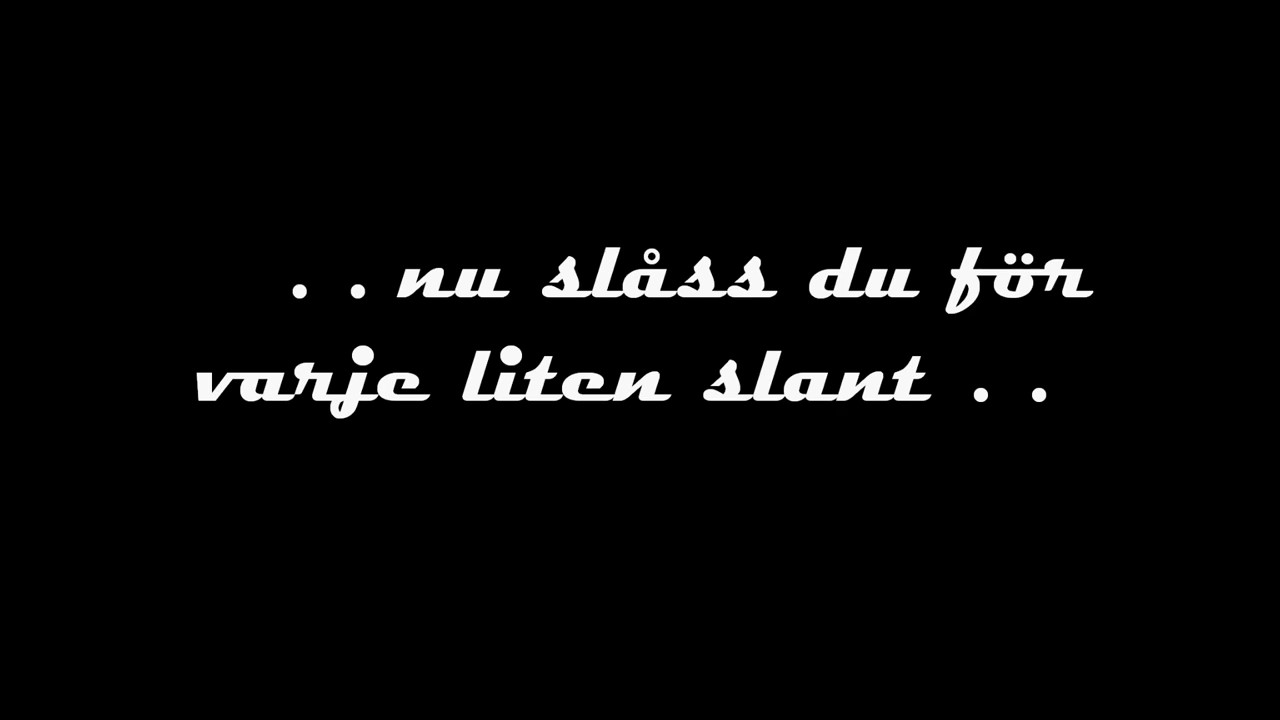 . . nu slåss du för
varje liten slant . .